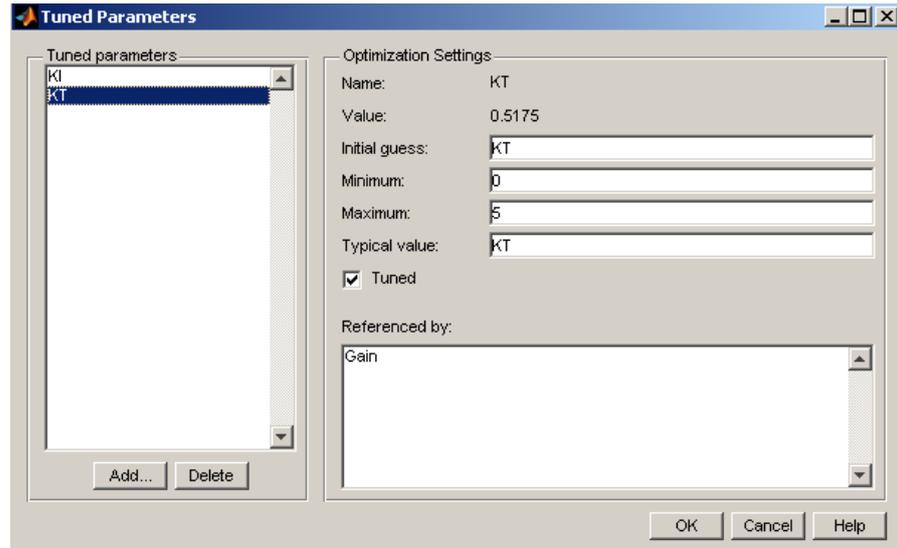 Tuned Parameters
Tuned parameters
KI
KT
Add...
Delete
Optimization Settings
Name: KT
Value: 0.5175
Initial guess: KT
Minimum: 0
Maximum: 5
Typical value: KT
Tuned
Referenced by:
Gain
OK
Cancel
Help